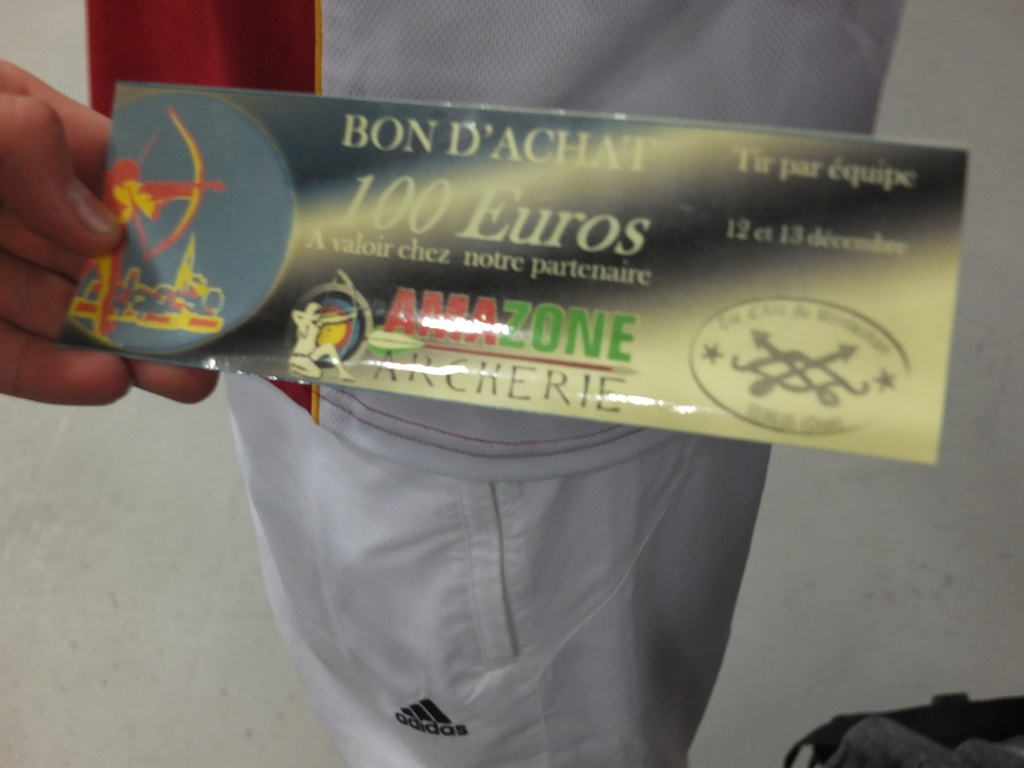 BON D'ACHAT
100 Euros
A valoir chez notre partenaire
AMAZONE
ARCHERIE
Tir par équipe
12 et 13 décembre
adidas